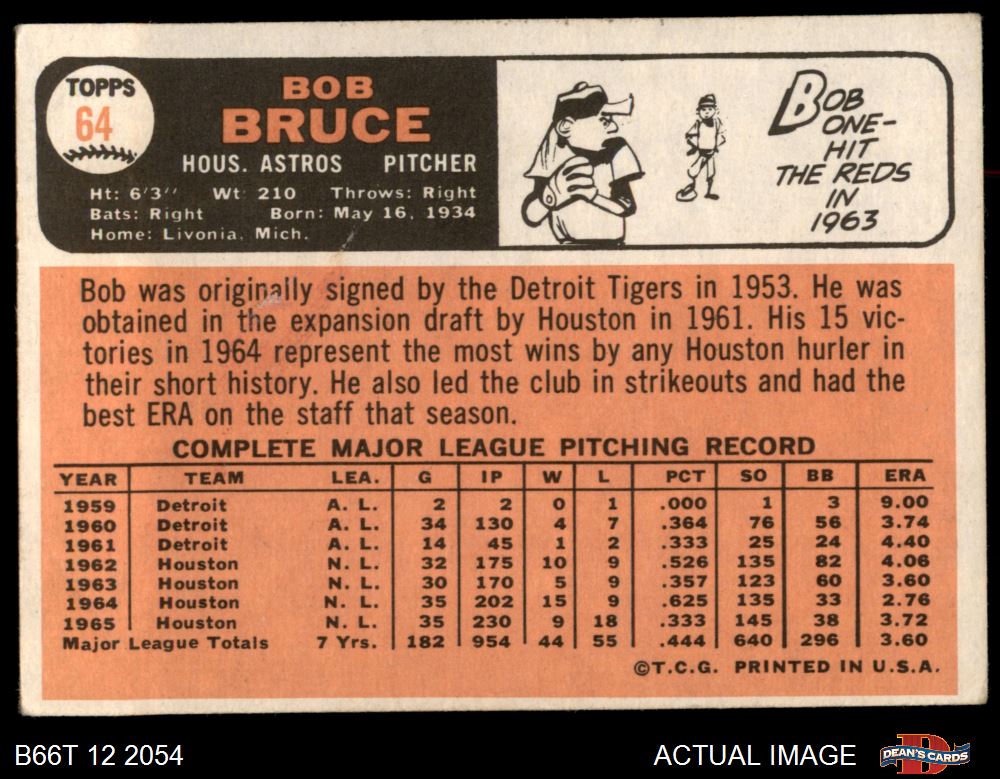 TOPPS
64
BOB
BRUCE
HOUS. ASTROS PITCHER
Ht: 6'3'' Wt: 210 Throws: Right
Bats: Right Born: May 16, 1934
Home: Livonia, Mich.
BOB
ONE-
HIT
THE REDS
IN
1963
Bob was originally signed by the Detroit Tigers in 1953. He was
obtained in the expansion draft by Houston in 1961. His 15 vic-
tories in 1964 represent the most wins by any Houston hurler in
their short history. He also led the club in strikeouts and had the
best ERA on the staff that season.
COMPLETE MAJOR LEAGUE PITCHING RECORD
YEAR TEAM LEA. G IP W L PCT SO BB ERA
1959 Detroit A. L. 2 2 0 1 .000 1 3 9.00
1960 Detroit A. L. 34 130 4 7 .364 76 56 3.74
1961 Detroit A. L. 14 45 1 2 .333 25 24 4.40
1962 Houston N. L. 32 175 10 9 .526 135 82 4.06
1963 Houston N. L. 30 170 5 9 .357 123 60 3.60
1964 Houston N. L. 35 202 15 9 .625 135 33 2.76
1965 Houston N. L. 35 230 9 18 .333 145 38 3.72
Major League Totals 7 Yrs. 182 954 44 55 .444 640 296 3.60
©T.C.G. PRINTED IN U.S.A.
B66T 12 2054 ACTUAL IMAGE DEAN'S CARDS